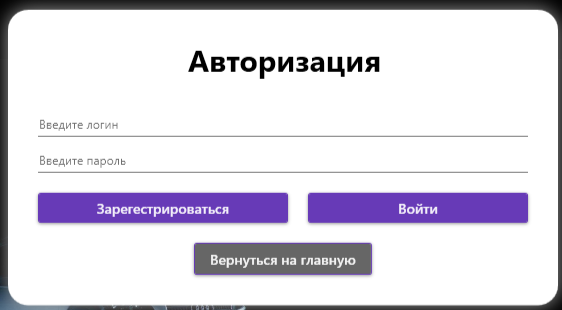 Авторизация
Введите логин
Введите пароль
Зарегестрироваться
Войти
Вернуться на главную